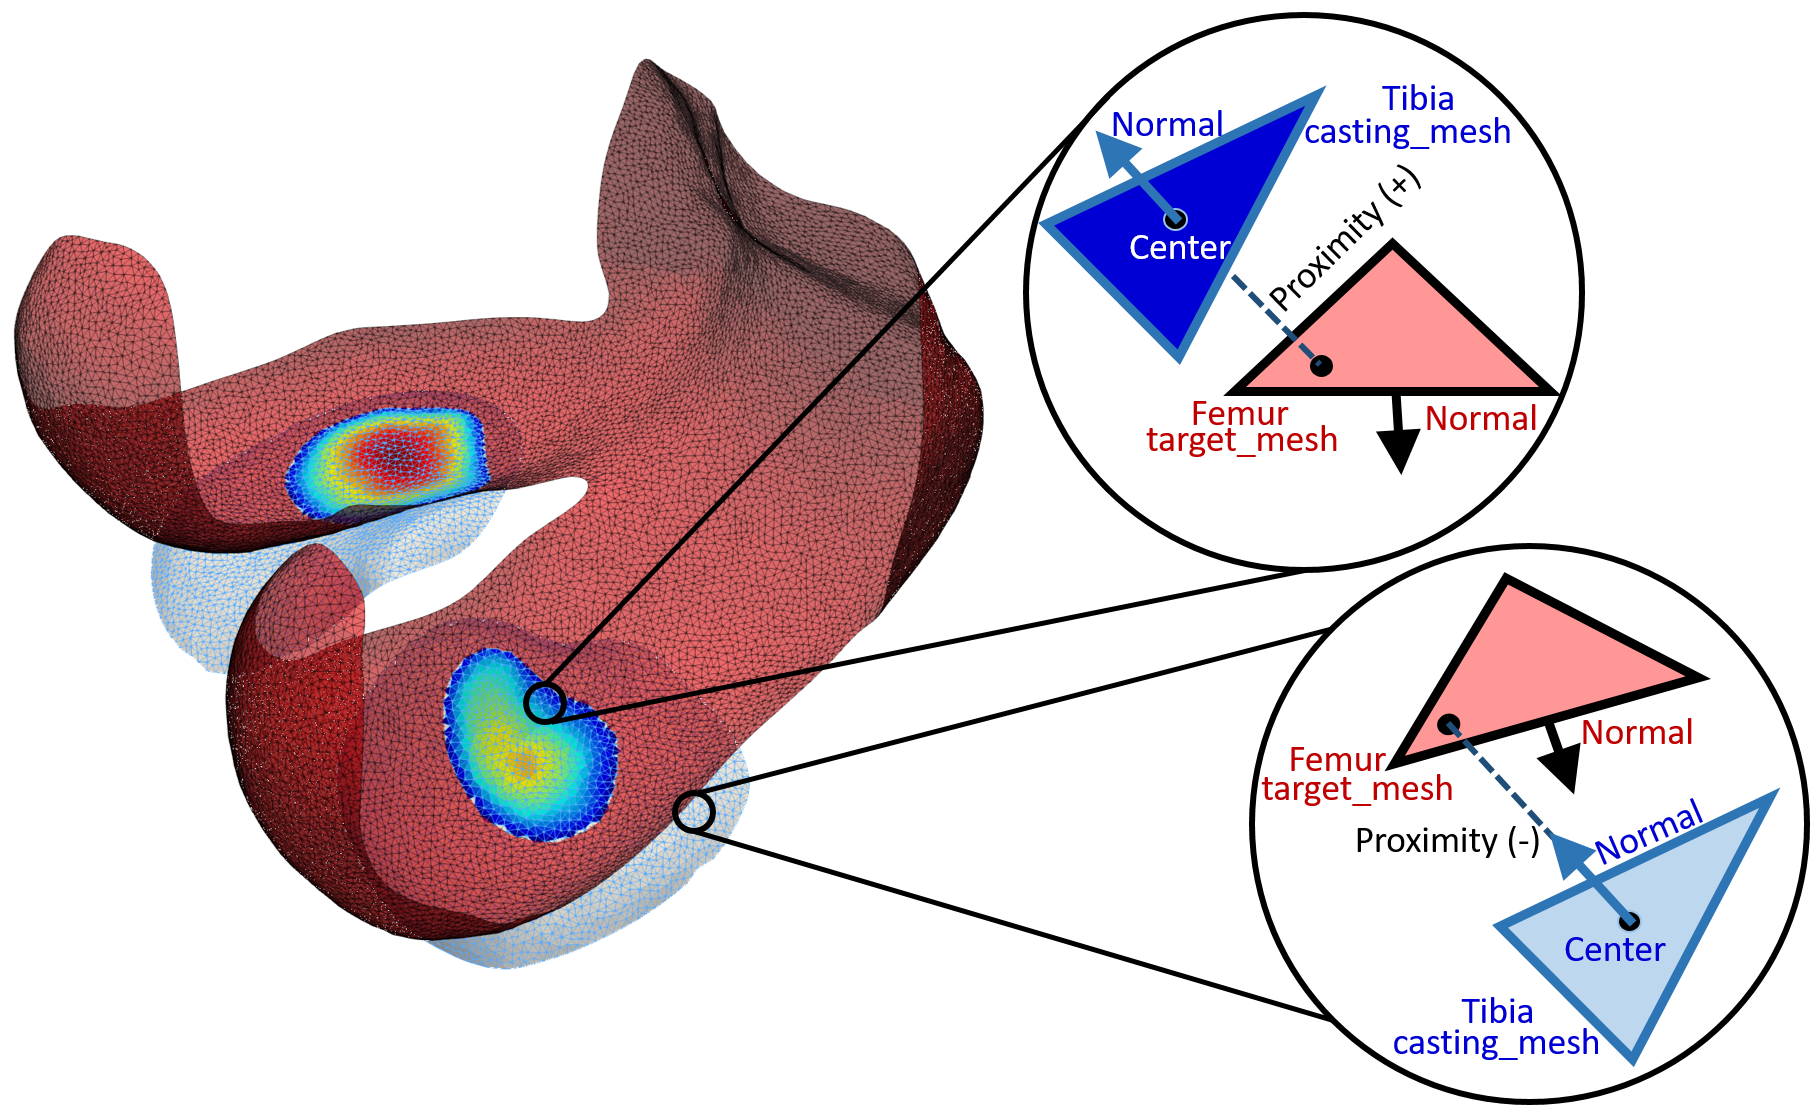 Tibia
casting_mesh
Normal
Center
Proximity (+)
Femur
target_mesh
Normal
Femur
target_mesh
Normal
Proximity (-)
Normal
Center
Tibia
casting_mesh